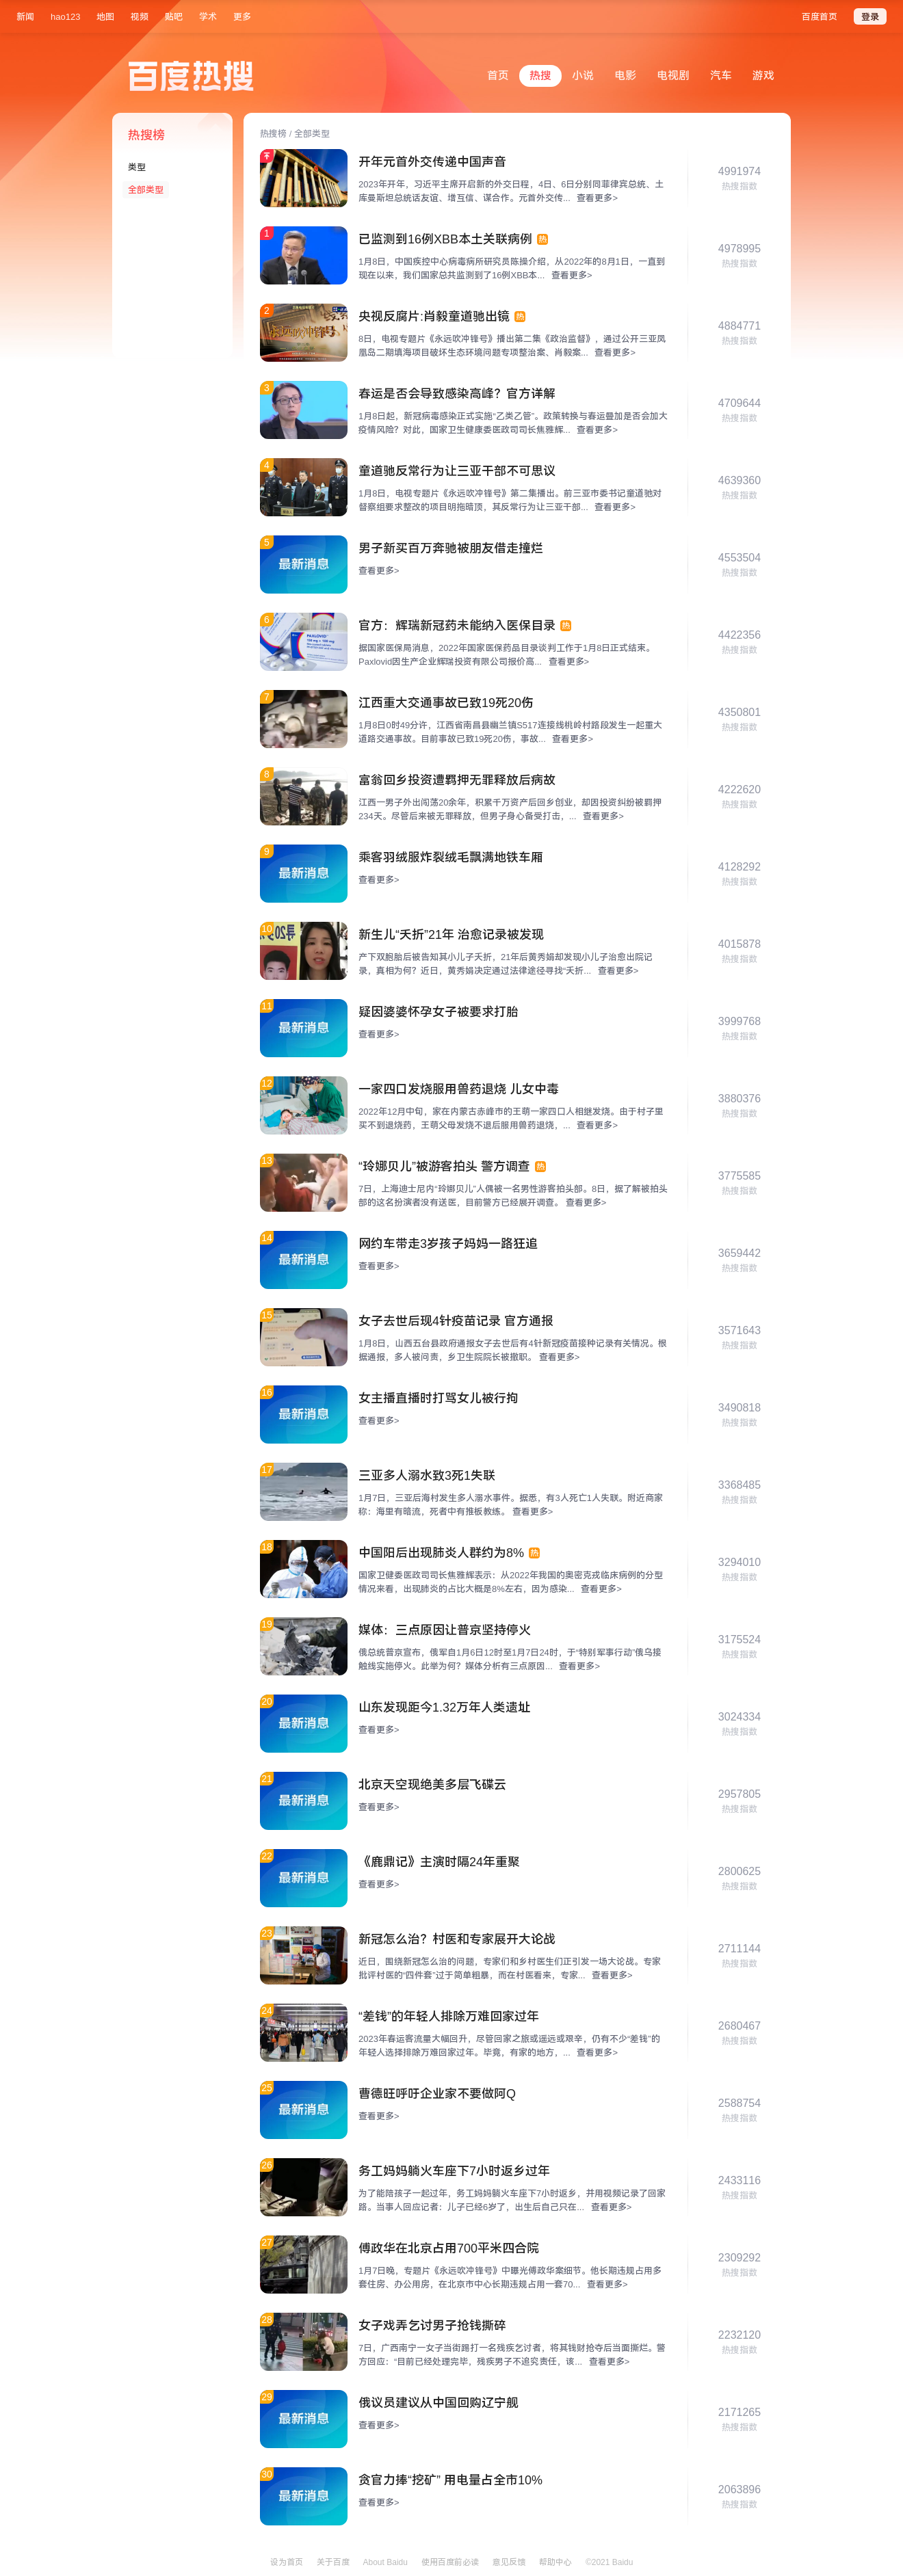 新闻 hao123 地图 视频 贴吧 学术 更多 百度首页 登录
百度热搜
首页 热搜 小说 电影 电视剧 汽车 游戏
热搜榜
类型
全部类型
热搜榜 / 全部类型
开年元首外交传递中国声音
2023年开年，习近平主席开启新的外交日程，4日、6日分别同菲律宾总统、土
库曼斯坦总统话友谊、增互信、谋合作。元首外交传... 查看更多>
4991974
热搜指数
1
已监测到16例XBB本土关联病例 热
1月8日，中国疾控中心病毒病所研究员陈操介绍，从2022年的8月1日，一直到
现在以来，我们国家总共监测到了16例XBB本... 查看更多>
4978995
热搜指数
2
央视反腐片:肖毅童道驰出镜 热
8日，电视专题片《永远吹冲锋号》播出第二集《政治监督》，通过公开三亚凤
凰岛二期填海项目破坏生态环境问题专项整治案、肖毅案... 查看更多>
4884771
热搜指数
3
春运是否会导致感染高峰？官方详解
1月8日起，新冠病毒感染正式实施“乙类乙管”。政策转换与春运叠加是否会加大
疫情风险？对此，国家卫生健康委医政司司长焦雅辉... 查看更多>
4709644
热搜指数
4
童道驰反常行为让三亚干部不可思议
1月8日，电视专题片《永远吹冲锋号》第二集播出。前三亚市委书记童道驰对
督察组要求整改的项目明拖暗顶，其反常行为让三亚干部... 查看更多>
4639360
热搜指数
5
最新消息
男子新买百万奔驰被朋友借走撞烂
查看更多>
4553504
热搜指数
6
官方：辉瑞新冠药未能纳入医保目录 热
据国家医保局消息，2022年国家医保药品目录谈判工作于1月8日正式结束。
Paxlovid因生产企业辉瑞投资有限公司报价高... 查看更多>
4422356
热搜指数
7
江西重大交通事故已致19死20伤
1月8日0时49分许，江西省南昌县幽兰镇S517连接线桃岭村路段发生一起重大
道路交通事故。目前事故已致19死20伤，事故... 查看更多>
4350801
热搜指数
8
富翁回乡投资遭羁押无罪释放后病故
江西一男子外出闯荡20余年，积累千万资产后回乡创业，却因投资纠纷被羁押
234天。尽管后来被无罪释放，但男子身心备受打击，... 查看更多>
4222620
热搜指数
9
最新消息
乘客羽绒服炸裂绒毛飘满地铁车厢
查看更多>
4128292
热搜指数
10
新生儿“夭折”21年 治愈记录被发现
产下双胞胎后被告知其小儿子夭折，21年后黄秀娟却发现小儿子治愈出院记
录，真相为何？近日，黄秀娟决定通过法律途径寻找“夭折... 查看更多>
4015878
热搜指数
11
最新消息
疑因婆婆怀孕女子被要求打胎
查看更多>
3999768
热搜指数
12
一家四口发烧服用兽药退烧 儿女中毒
2022年12月中旬，家在内蒙古赤峰市的王萌一家四口人相继发烧。由于村子里
买不到退烧药，王萌父母发烧不退后服用兽药退烧，... 查看更多>
3880376
热搜指数
13
“玲娜贝儿”被游客拍头 警方调查 热
7日，上海迪士尼内“玲娜贝儿”人偶被一名男性游客拍头部。8日，据了解被拍头
部的这名扮演者没有送医，目前警方已经展开调查。 查看更多>
3775585
热搜指数
14
最新消息
网约车带走3岁孩子妈妈一路狂追
查看更多>
3659442
热搜指数
15
女子去世后现4针疫苗记录 官方通报
1月8日，山西五台县政府通报女子去世后有4针新冠疫苗接种记录有关情况。根
据通报，多人被问责，乡卫生院院长被撤职。 查看更多>
3571643
热搜指数
16
最新消息
女主播直播时打骂女儿被行拘
查看更多>
3490818
热搜指数
17
三亚多人溺水致3死1失联
1月7日，三亚后海村发生多人溺水事件。据悉，有3人死亡1人失联。附近商家
称：海里有暗流，死者中有推板教练。 查看更多>
3368485
热搜指数
18
中国阳后出现肺炎人群约为8% 热
国家卫健委医政司司长焦雅辉表示：从2022年我国的奥密克戎临床病例的分型
情况来看，出现肺炎的占比大概是8%左右，因为感染... 查看更多>
3294010
热搜指数
19
媒体：三点原因让普京坚持停火
俄总统普京宣布，俄军自1月6日12时至1月7日24时，于“特别军事行动”俄乌接
触线实施停火。此举为何？媒体分析有三点原因... 查看更多>
3175524
热搜指数
20
最新消息
山东发现距今1.32万年人类遗址
查看更多>
3024334
热搜指数
21
最新消息
北京天空现绝美多层飞碟云
查看更多>
2957805
热搜指数
22
最新消息
《鹿鼎记》主演时隔24年重聚
查看更多>
2800625
热搜指数
23
新冠怎么治？村医和专家展开大论战
近日，围绕新冠怎么治的问题，专家们和乡村医生们正引发一场大论战。专家
批评村医的“四件套”过于简单粗暴，而在村医看来，专家... 查看更多>
2711144
热搜指数
24
“差钱”的年轻人排除万难回家过年
2023年春运客流量大幅回升，尽管回家之旅或遥远或艰辛，仍有不少“差钱”的
年轻人选择排除万难回家过年。毕竟，有家的地方，... 查看更多>
2680467
热搜指数
25
最新消息
曹德旺呼吁企业家不要做阿Q
查看更多>
2588754
热搜指数
26
务工妈妈躺火车座下7小时返乡过年
为了能陪孩子一起过年，务工妈妈躺火车座下7小时返乡，并用视频记录了回家
路。当事人回应记者：儿子已经6岁了，出生后自己只在... 查看更多>
2433116
热搜指数
27
傅政华在北京占用700平米四合院
1月7日晚，专题片《永远吹冲锋号》中曝光傅政华案细节。他长期违规占用多
套住房、办公用房，在北京市中心长期违规占用一套70... 查看更多>
2309292
热搜指数
28
女子戏弄乞讨男子抢钱撕碎
7日，广西南宁一女子当街踢打一名残疾乞讨者，将其钱财抢夺后当面撕烂。警
方回应：“目前已经处理完毕，残疾男子不追究责任，该... 查看更多>
2232120
热搜指数
29
最新消息
俄议员建议从中国回购辽宁舰
查看更多>
2171265
热搜指数
30
最新消息
贪官力捧“挖矿” 用电量占全市10%
查看更多>
2063896
热搜指数
设为首页 关于百度 About Baidu 使用百度前必读 意见反馈 帮助中心 ©2021 Baidu